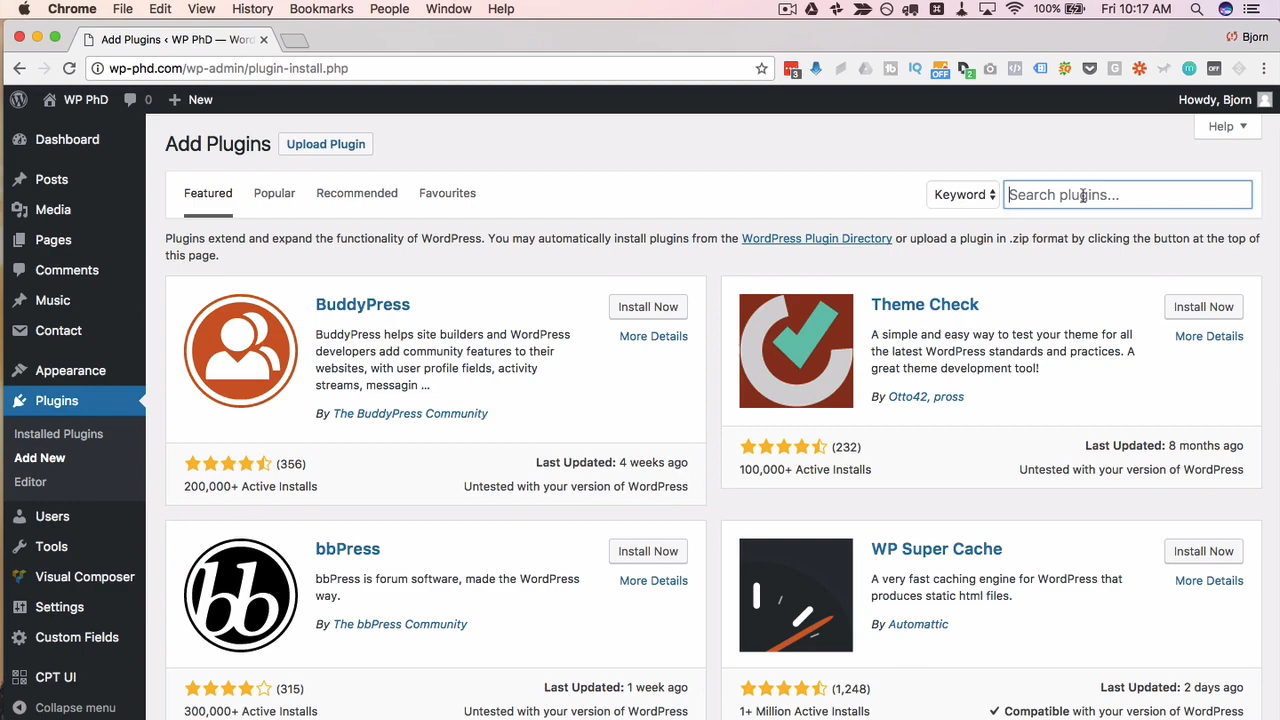 Chrome File Edit View History Bookmarks People Window Help 100% Fri 10:17 AM
Add Plugins ‹ WP PhD — Wor Bjorn
wp-phd.com/wp-admin/plugin-install.php 3 OFF 2 OFF
WP PhD 0 + New Howdy, Bjorn
Dashboard
Posts
Media
Pages
Comments
Music
Contact
Appearance
Plugins
Installed Plugins
Add New
Editor
Users
Tools
Visual Composer
Settings
Custom Fields
CPT UI
Collapse menu
Help
Add Plugins Upload Plugin
Featured Popular Recommended Favourites Keyword Search plugins...
Plugins extend and expand the functionality of WordPress. You may automatically install plugins from the WordPress Plugin Directory or upload a plugin in .zip format by clicking the button at the top of
this page.
BuddyPress
Install Now
More Details
BuddyPress helps site builders and WordPress
developers add community features to their
websites, with user profile fields, activity
streams, messagin ...
By The BuddyPress Community
(356)
200,000+ Active Installs
Last Updated: 4 weeks ago
Untested with your version of WordPress
Theme Check
Install Now
More Details
A simple and easy way to test your theme for all
the latest WordPress standards and practices. A
great theme development tool!
By Otto42, pross
(232)
100,000+ Active Installs
Last Updated: 8 months ago
Untested with your version of WordPress
bb
bbPress
Install Now
More Details
bbPress is forum software, made the WordPress
way.
By The bbPress Community
(315)
300,000+ Active Installs
Last Updated: 1 week ago
Untested with your version of WordPress
WP Super Cache
Install Now
More Details
A very fast caching engine for WordPress that
produces static html files.
By Automattic
(1,248)
1+ Million Active Installs
Last Updated: 2 days ago
✓ Compatible with your version of WordPress